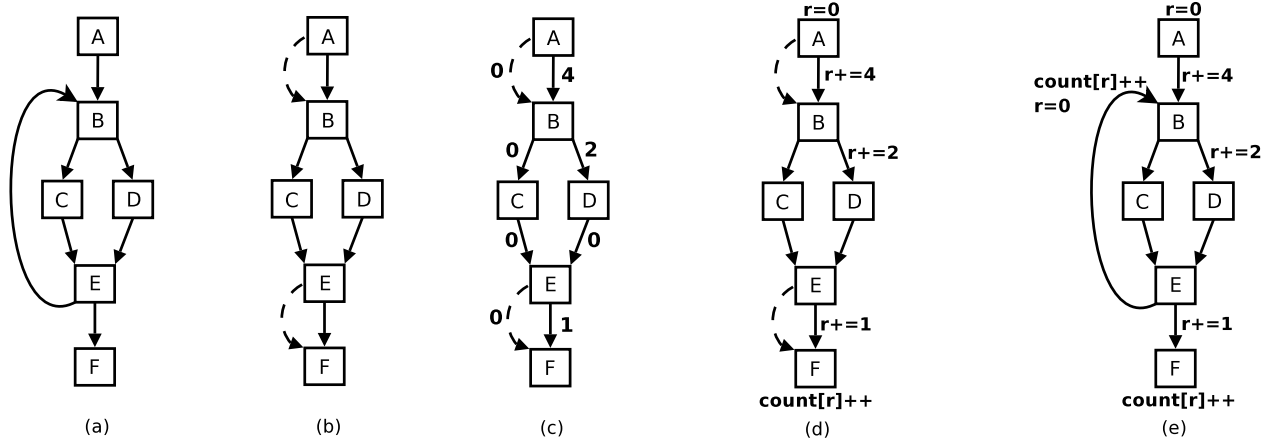 A
B
C D
E
F
(a)
A
B
C D
E
F
(b)
A
0 4
B
0 2
C D
0 0
E
0 1
F
(c)
r=0
A
r+=4
B
r+=2
C D
E
r+=1
F
count[r]++
(d)
r=0
A
r+=4
count[r]++
r=0
B
r+=2
C D
E
r+=1
F
count[r]++
(e)